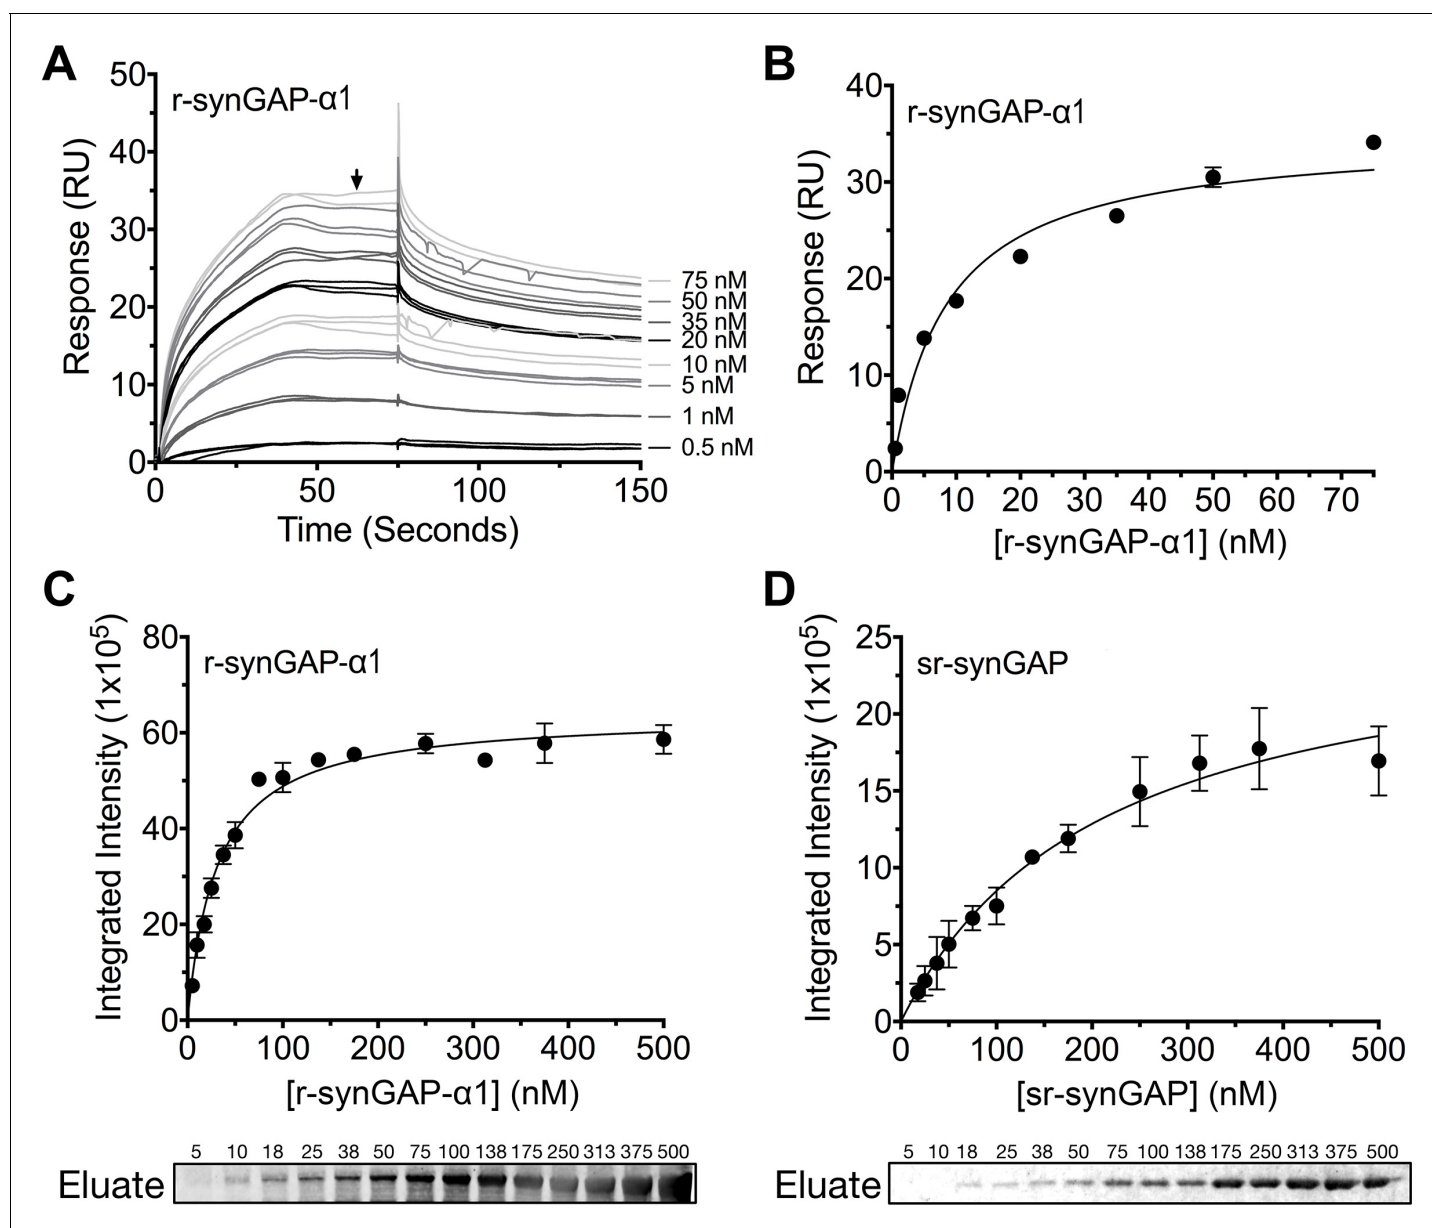 A
r-synGAP-α1
Response (RU)
50
40
30
20
10
0
0 50 100 150
Time (Seconds)
75 nM
50 nM
35 nM
20 nM
10 nM
5 nM
1 nM
0.5 nM
B
r-synGAP-α1
Response (RU)
40
30
20
10
0
0 10 20 30 40 50 60 70
[r-synGAP-α1] (nM)
C
r-synGAP-α1
Integrated Intensity (1x10⁵)
80
60
40
20
0
0 100 200 300 400 500
[r-synGAP-α1] (nM)
5 10 18 25 38 50 75 100 138 175 250 313 375 500
Eluate
D
sr-synGAP
Integrated Intensity (1x10⁵)
25
20
15
10
5
0
0 100 200 300 400 500
[sr-synGAP] (nM)
5 10 18 25 38 50 75 100 138 175 250 313 375 500
Eluate